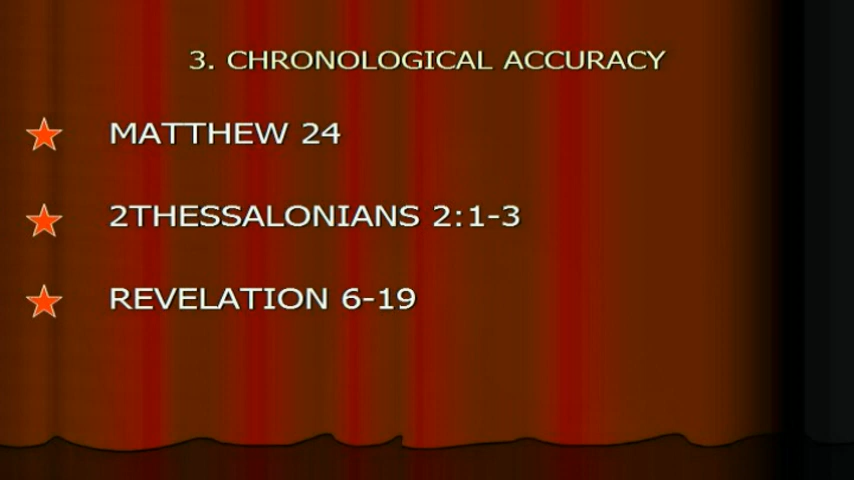 3. CHRONOLOGICAL ACCURACY
MATTHEW 24
2THESSALONIANS 2:1-3
REVELATION 6-19